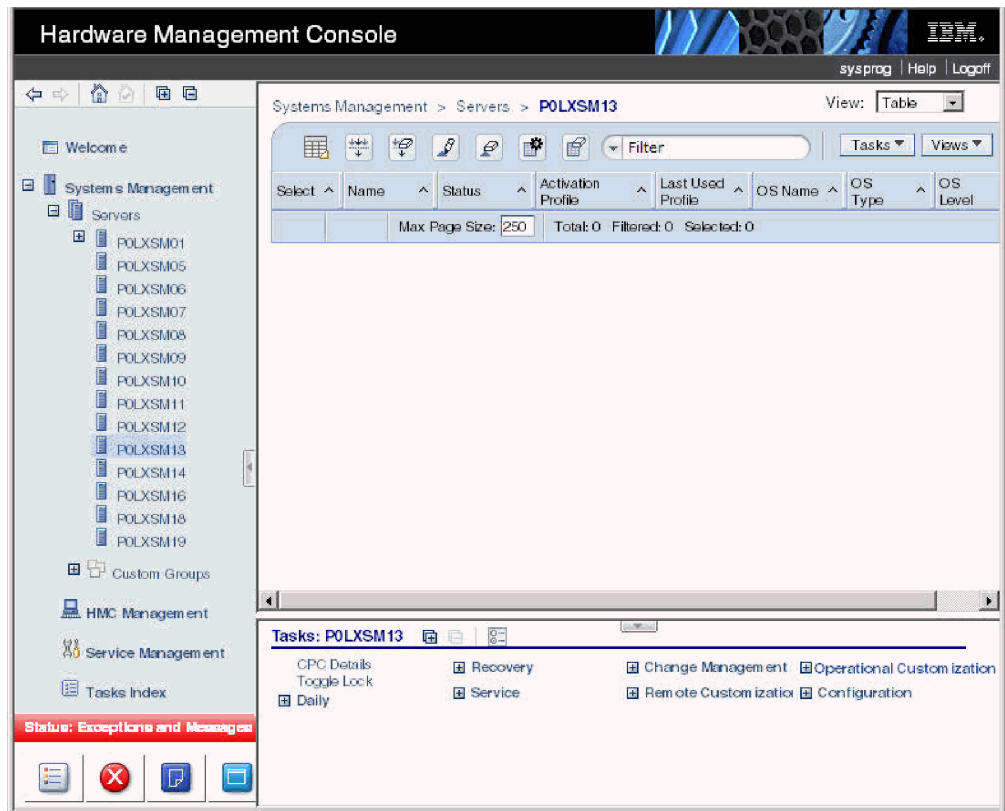 Hardware Management Console
IBM.
sysprog | Help | Logoff
Systems Management > Servers > P0LXSM13
View: Table
Welcome
Filter
Tasks
Views
Systems Management
Servers
P0LXSM01
P0LXSM05
P0LXSM06
P0LXSM07
P0LXSM08
P0LXSM09
P0LXSM10
P0LXSM11
P0LXSM12
P0LXSM13
P0LXSM14
P0LXSM16
P0LXSM18
P0LXSM19
Custom Groups
HMC Management
Service Management
Tasks Index
Status: Exceptions and Messages
Select ^ Name ^ Status ^ Activation Profile ^ Last Used Profile ^ OS Name ^ OS Type ^ OS Level
Max Page Size: 250 Total: 0 Filtered: 0 Selected: 0
Tasks: P0LXSM13
CPC Details
Toggle Lock
Daily
Recovery
Service
Change Management
Remote Customization
Operational Customization
Configuration